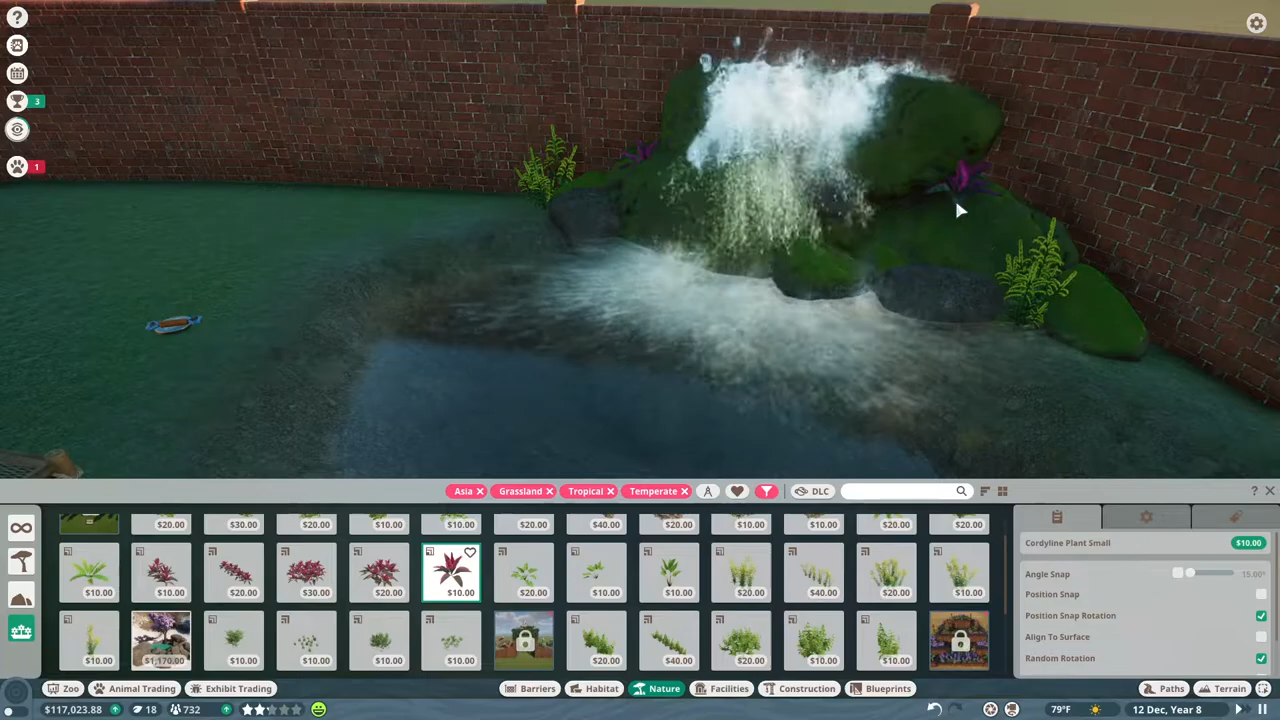 ?
3
1
Asia ✕ Grassland ✕ Tropical ✕ Temperate ✕ DLC
? ✕
$20.00 $30.00 $20.00 $10.00 $10.00 $20.00 $40.00 $20.00 $10.00 $20.00 $20.00
$10.00 $10.00 $20.00 $30.00 $20.00 $10.00 $20.00 $10.00 $10.00 $20.00 $40.00 $20.00 $10.00
$10.00 $1,170.00 $10.00 $10.00 $10.00 $10.00 $20.00 $40.00 $20.00 $10.00 $10.00
Cordyline Plant Small $10.00
Angle Snap 15.00°
Position Snap
Position Snap Rotation
Align To Surface
Random Rotation
Zoo Animal Trading Exhibit Trading Barriers Habitat Nature Facilities Construction Blueprints Paths Terrain
$117,023.88 18 732 79°F 12 Dec, Year 8